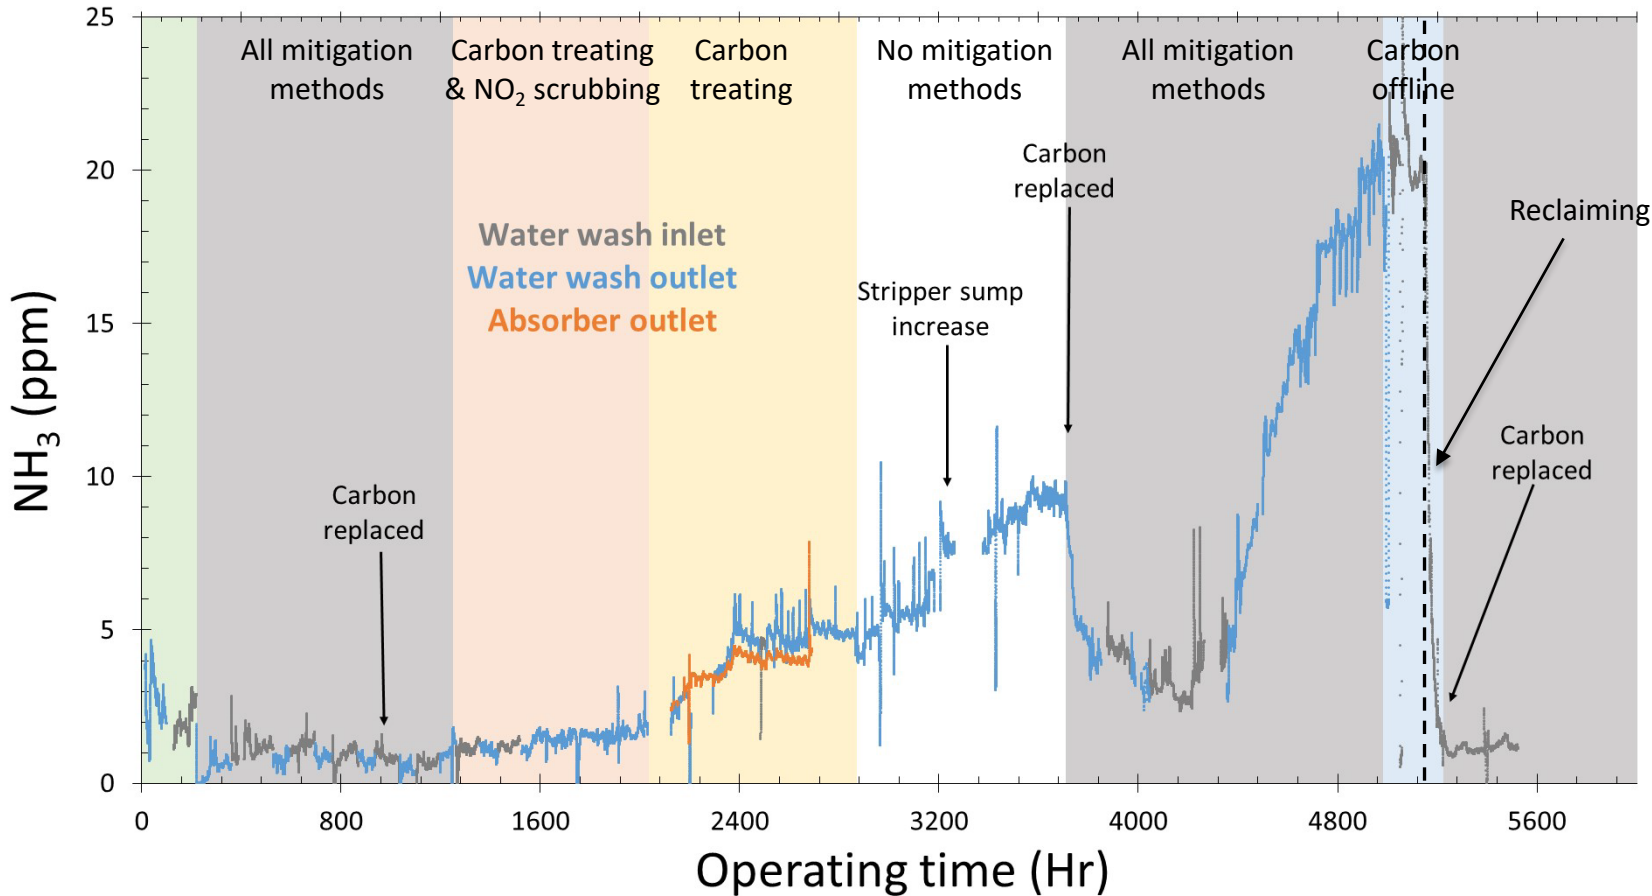 25
20
15
10
5
0
NH3 (ppm)
All mitigation
methods
Carbon treating
& NO2 scrubbing
Carbon
treating
No mitigation
methods
All mitigation
methods
Carbon
offline
Carbon
replaced
Reclaiming
Water wash inlet
Water wash outlet
Absorber outlet
Stripper sump
increase
Carbon
replaced
Carbon
replaced
0 800 1600 2400 3200 4000 4800 5600
Operating time (Hr)